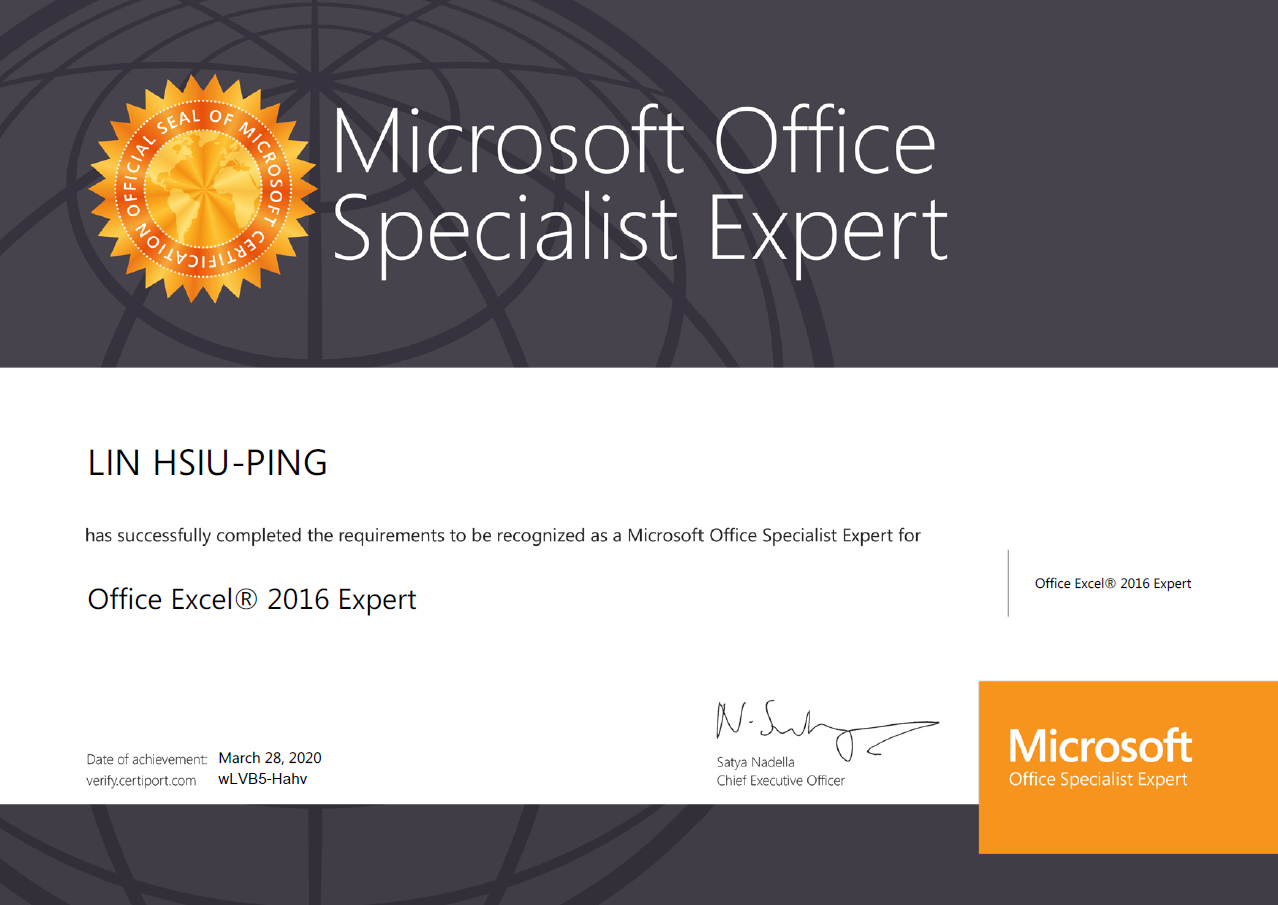 OFFICIAL SEAL OF MICROSOFT CERTIFICATION
Microsoft Office
Specialist Expert
LIN HSIU-PING
has successfully completed the requirements to be recognized as a Microsoft Office Specialist Expert for
Office Excel® 2016 Expert
Office Excel® 2016 Expert
Date of achievement: March 28, 2020
verify.certiport.com wLVB5-Hahv
Satya Nadella
Chief Executive Officer
Microsoft
Office Specialist Expert